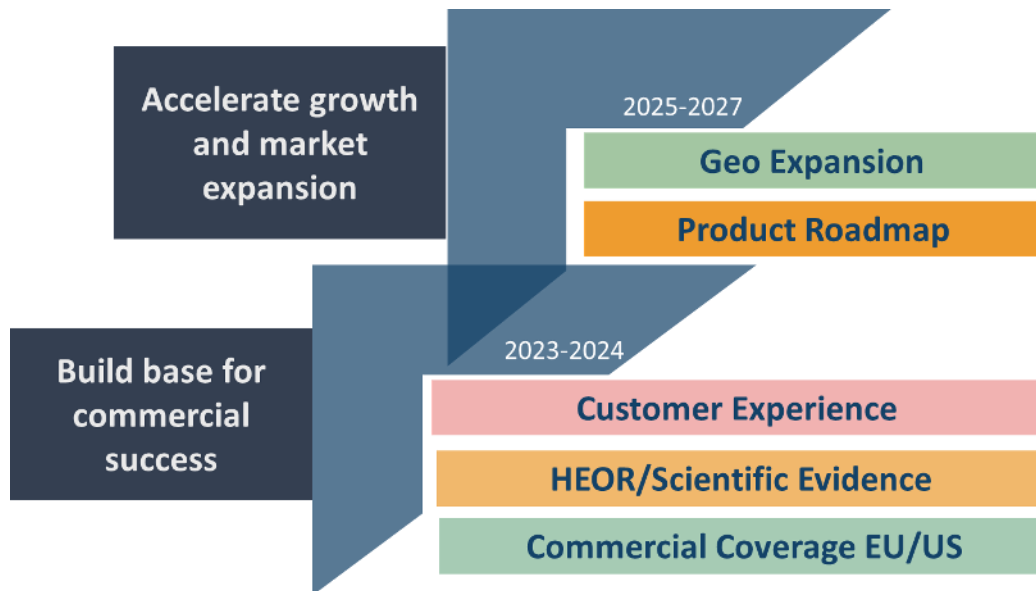 Accelerate growth
and market
expansion
2025-2027
Geo Expansion
Product Roadmap
Build base for
commercial
success
2023-2024
Customer Experience
HEOR/Scientific Evidence
Commercial Coverage EU/US